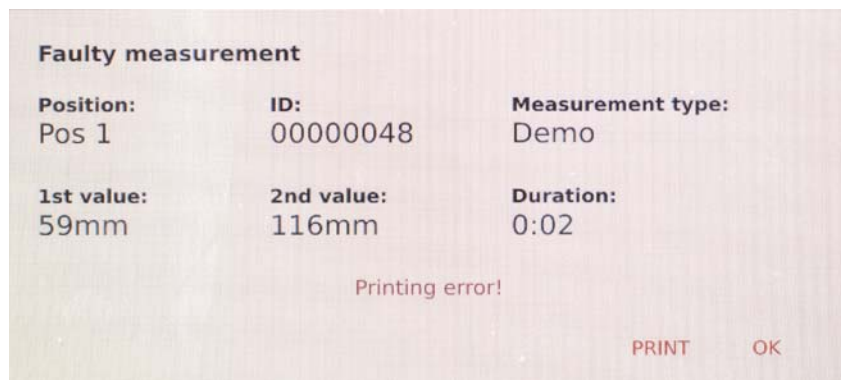 Faulty measurement
Position: ID: Measurement type:
Pos 1 00000048 Demo
1st value: 2nd value: Duration:
59mm 116mm 0:02
Printing error!
PRINT OK